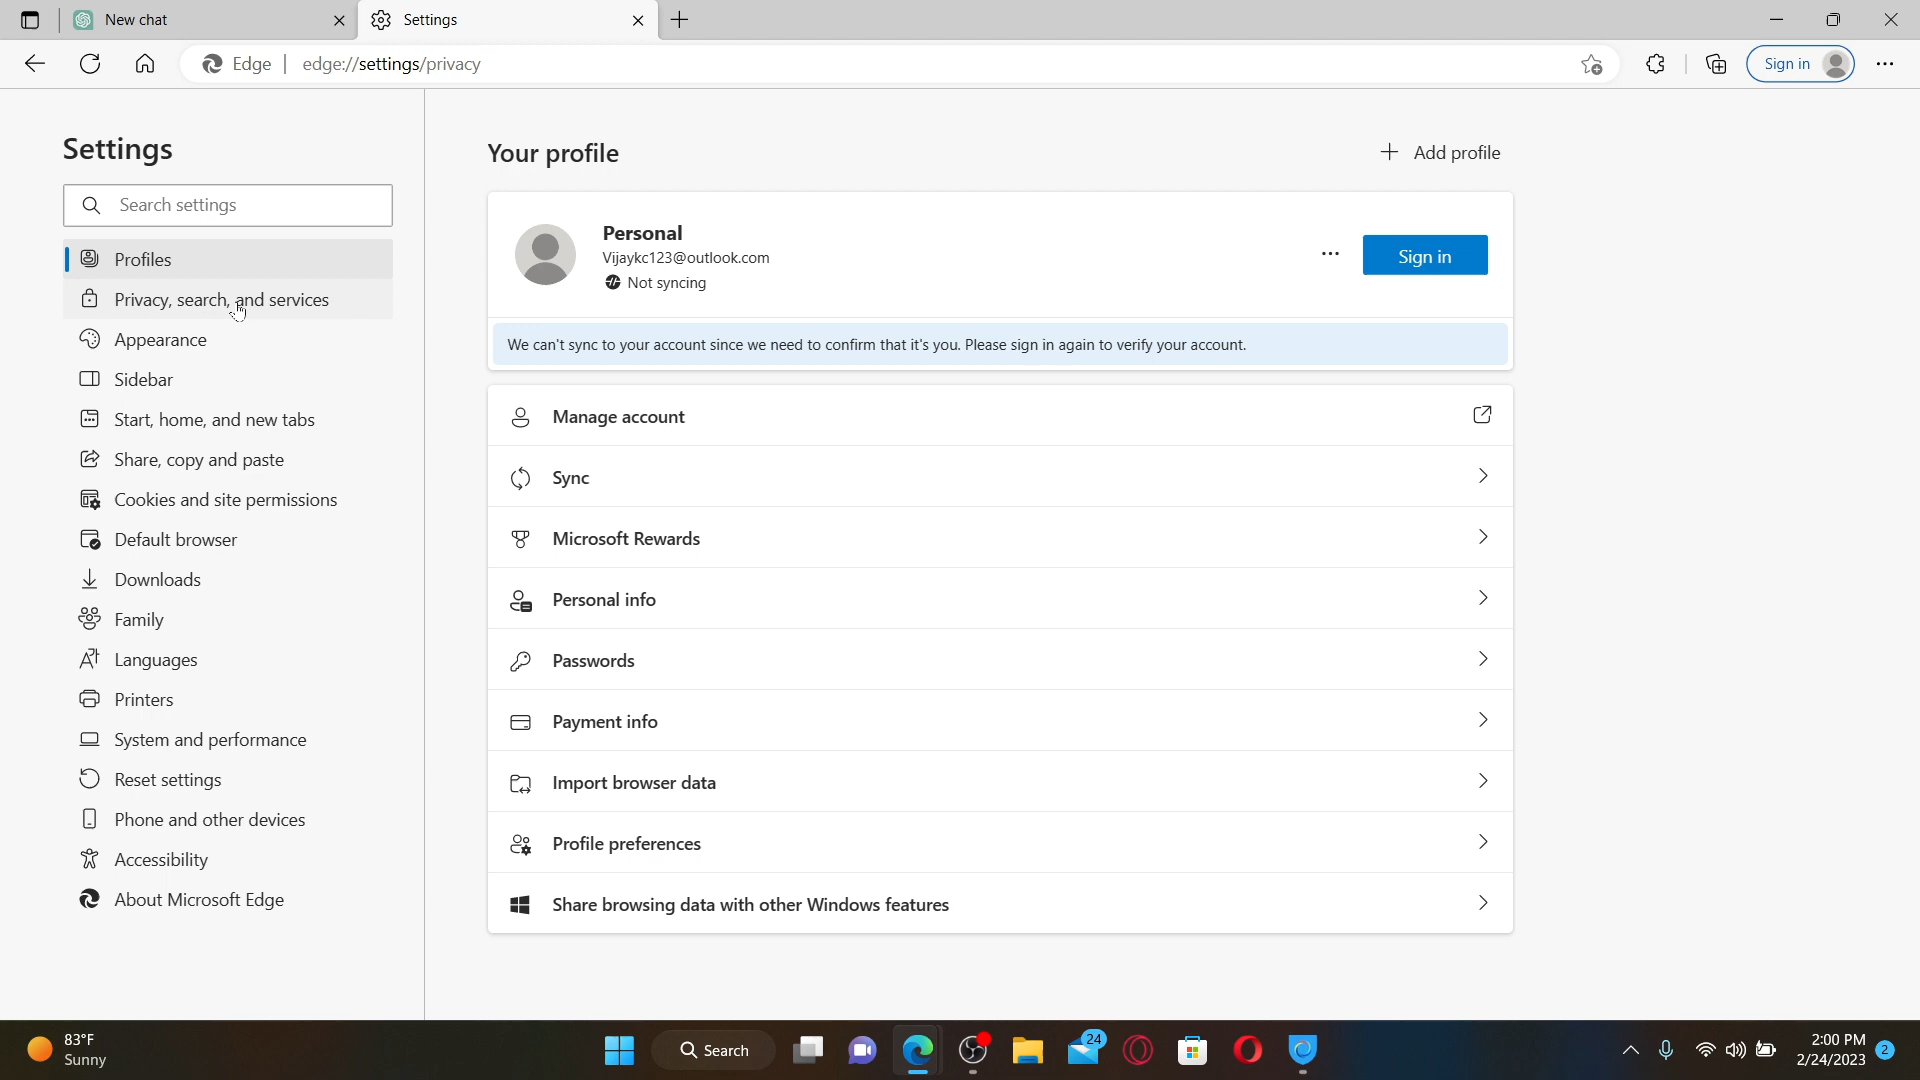 New chat
Settings
Edge
edge://settings/privacy
Sign in
Settings
Search settings
Profiles
Privacy, search, and services
Appearance
Sidebar
Start, home, and new tabs
Share, copy and paste
Cookies and site permissions
Default browser
Downloads
Family
Languages
Printers
System and performance
Reset settings
Phone and other devices
Accessibility
About Microsoft Edge
Your profile
Add profile
Personal
Vijaykc123@outlook.com
Not syncing
Sign in
We can't sync to your account since we need to confirm that it's you. Please sign in again to verify your account.
Manage account
Sync
Microsoft Rewards
Personal info
Passwords
Payment info
Import browser data
Profile preferences
Share browsing data with other Windows features
83°F
Sunny
Search
24
2:00 PM
2/24/2023
2